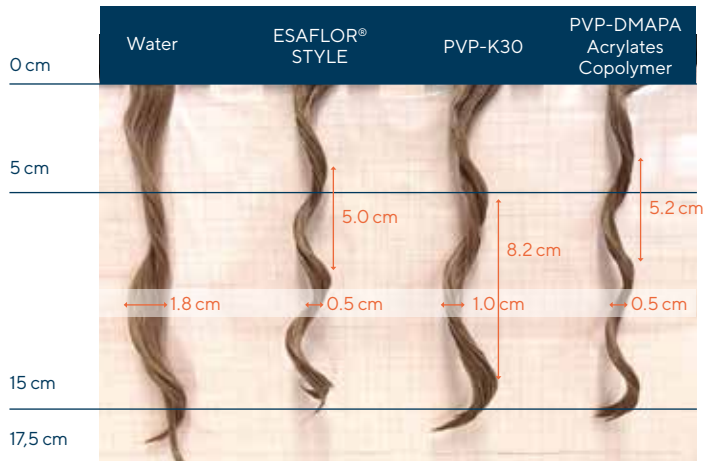 Water
ESAFLOR®
STYLE
PVP-K30
PVP-DMAPA
Acrylates
Copolymer
0 cm
5 cm
5.0 cm
8.2 cm
5.2 cm
1.8 cm
0.5 cm
1.0 cm
0.5 cm
15 cm
17,5 cm